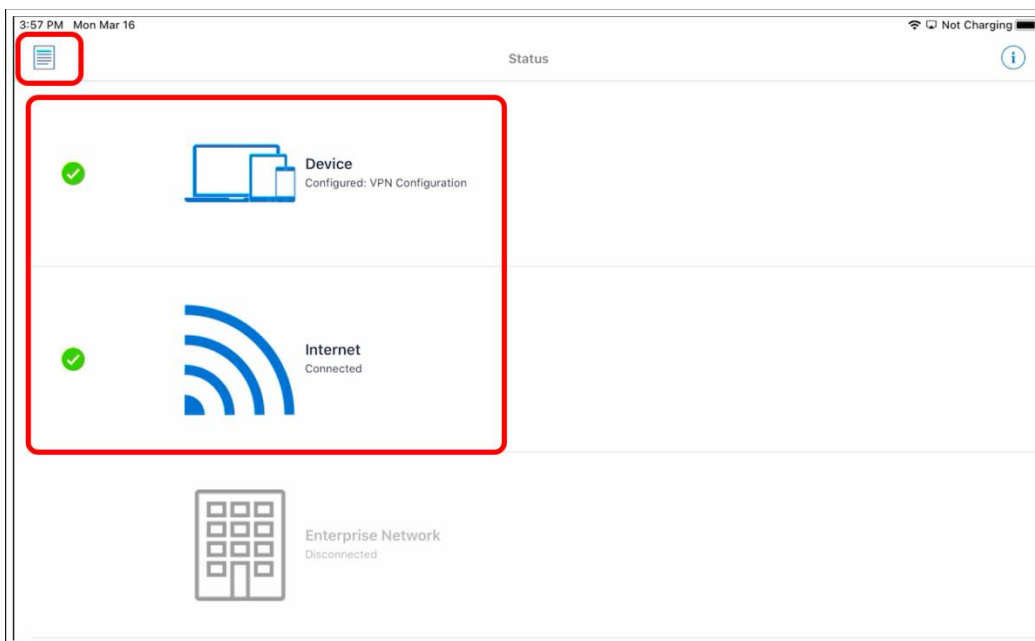 3:57 PM Mon Mar 16
Not Charging
Status
i
Device
Configured: VPN Configuration
Internet
Connected
Enterprise Network
Disconnected